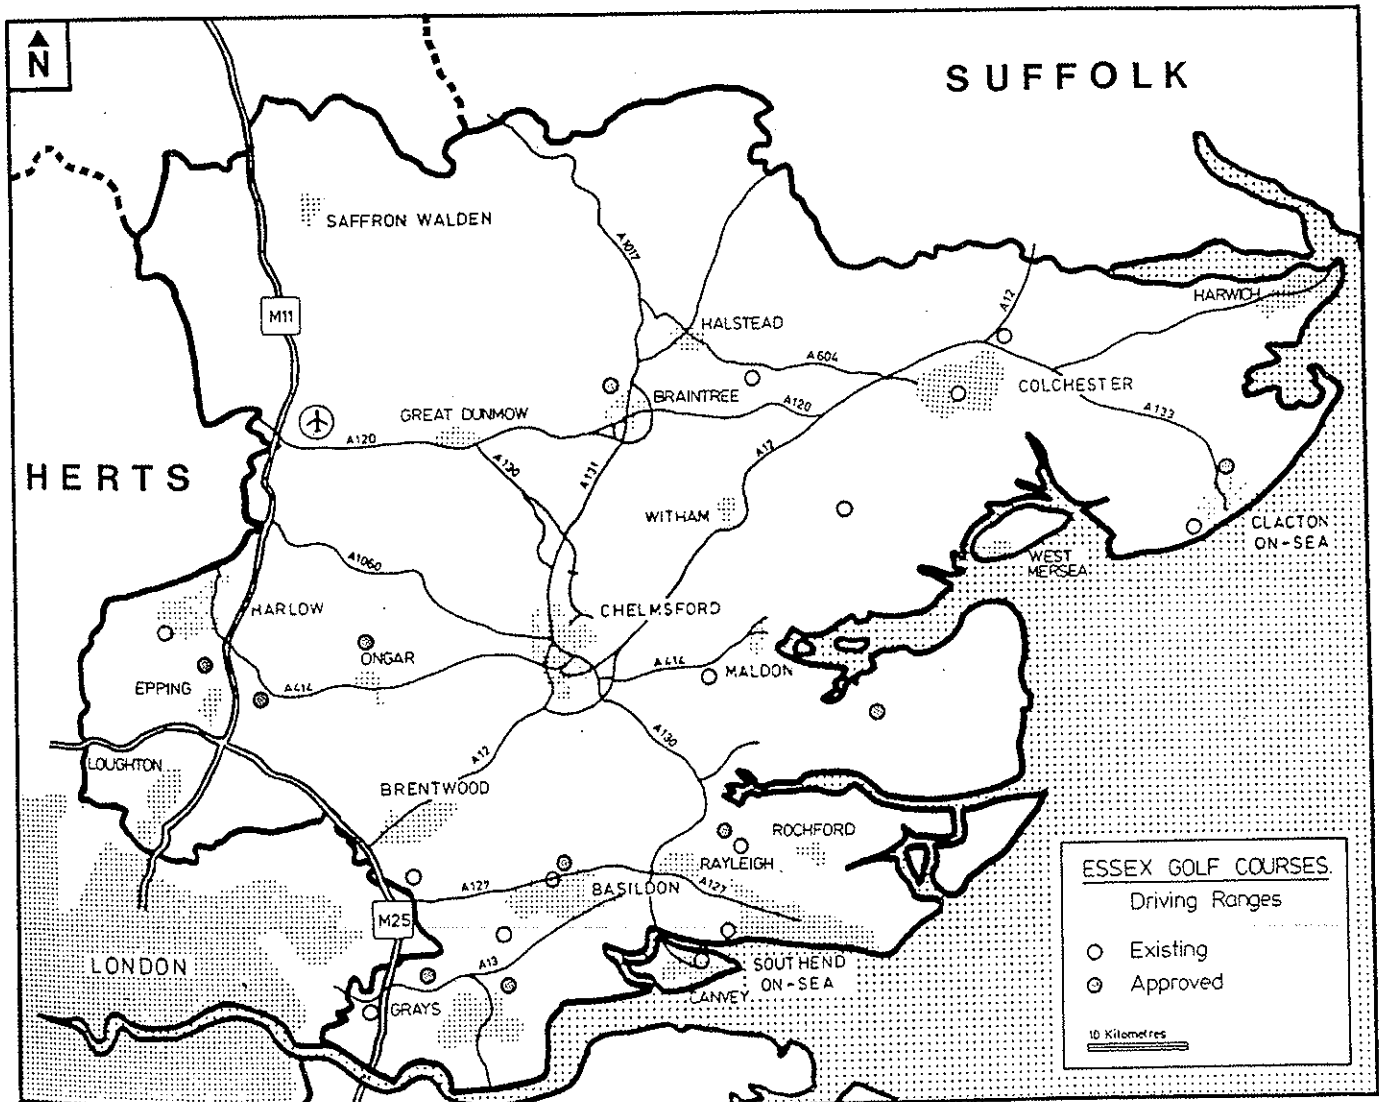 N
SUFFOLK
SAFFRON WALDEN
A1017
M11
A12
HARWICH
HALSTEAD
A604
COLCHESTER
BRAINTREE
GREAT DUNMOW
A120
A133
A120
A130
A131
A12
HERTS
WITHAM
CLACTON
ON-SEA
WEST
MERSEA
A1060
HARLOW
CHELMSFORD
ONGAR
A414
MALDON
EPPING
A414
A130
A12
LOUGHTON
BRENTWOOD
ROCHFORD
RAYLEIGH
BASILDON
A127
A127
M25
LONDON
A13
SOUTHEND
ON-SEA
CANVEY
GRAYS
ESSEX GOLF COURSES.
Driving Ranges
Existing
Approved
10 Kilometres